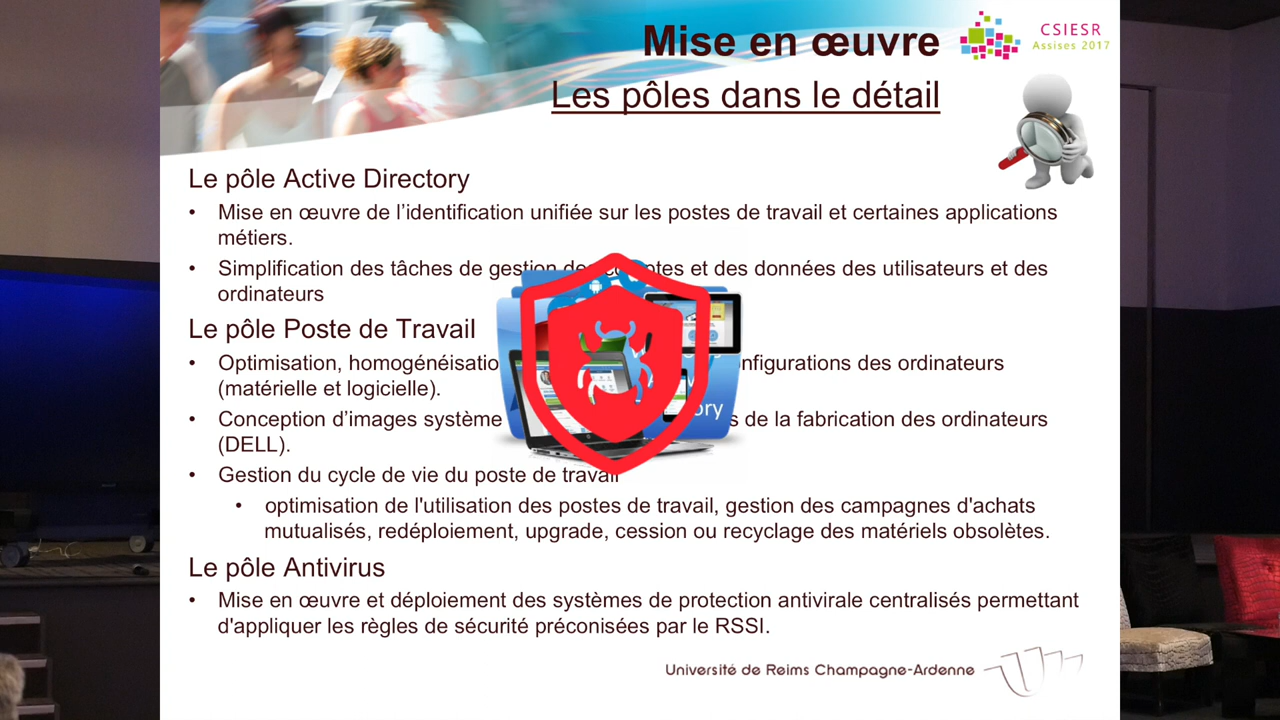 Mise en œuvre
CSIESR
Assises 2017
Les pôles dans le détail
Le pôle Active Directory
• Mise en œuvre de l’identification unifiée sur les postes de travail et certaines applications
métiers.
• Simplification des tâches de gestion des et des données des utilisateurs et des
ordinateurs
Le pôle Poste de Travail
• Optimisation, des ordinateurs
(matérielle et logicielle).
• Conception d’images système de la fabrication des ordinateurs
(DELL).
• Gestion du cycle de vie du poste de travail
• optimisation de l'utilisation des postes de travail, gestion des campagnes d'achats
mutualisés, redéploiement, upgrade, cession ou recyclage des matériels obsolètes.
Le pôle Antivirus
• Mise en œuvre et déploiement des systèmes de protection antivirale centralisés permettant
d'appliquer les règles de sécurité préconisées par le RSSI.
Université de Reims Champagne-Ardenne